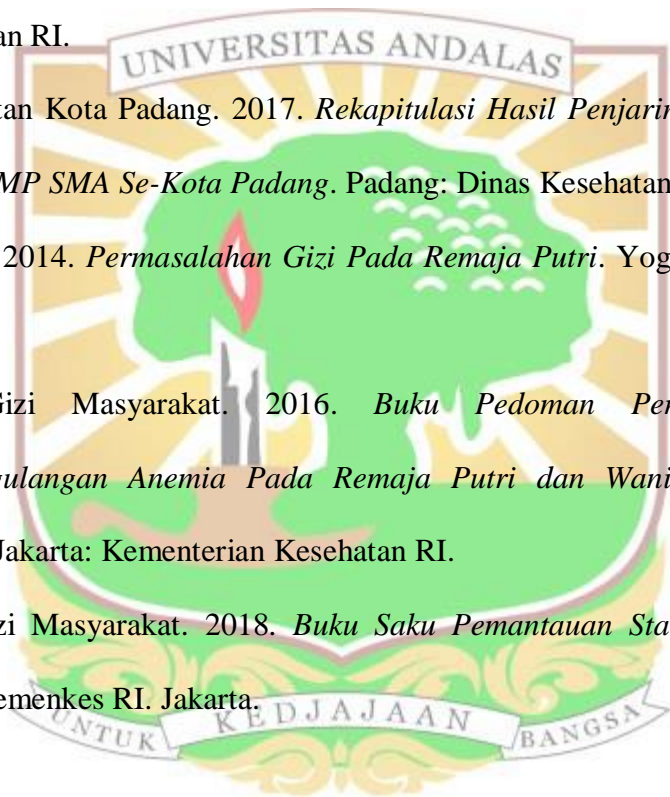 an RI.
UNIVERSITAS ANDALAS
tan Kota Padang. 2017. Rekapitulasi Hasil Penjarin
MP SMA Se-Kota Padang. Padang: Dinas Kesehatan
2014. Permasalahan Gizi Pada Remaja Putri. Yog
Gizi Masyarakat. 2016. Buku Pedoman Pen
gulangan Anemia Pada Remaja Putri dan Wani
Jakarta: Kementerian Kesehatan RI.
zi Masyarakat. 2018. Buku Saku Pemantauan Sta
emenkes RI. Jakarta.
UNTUK KEDJAJAAN BANGSA